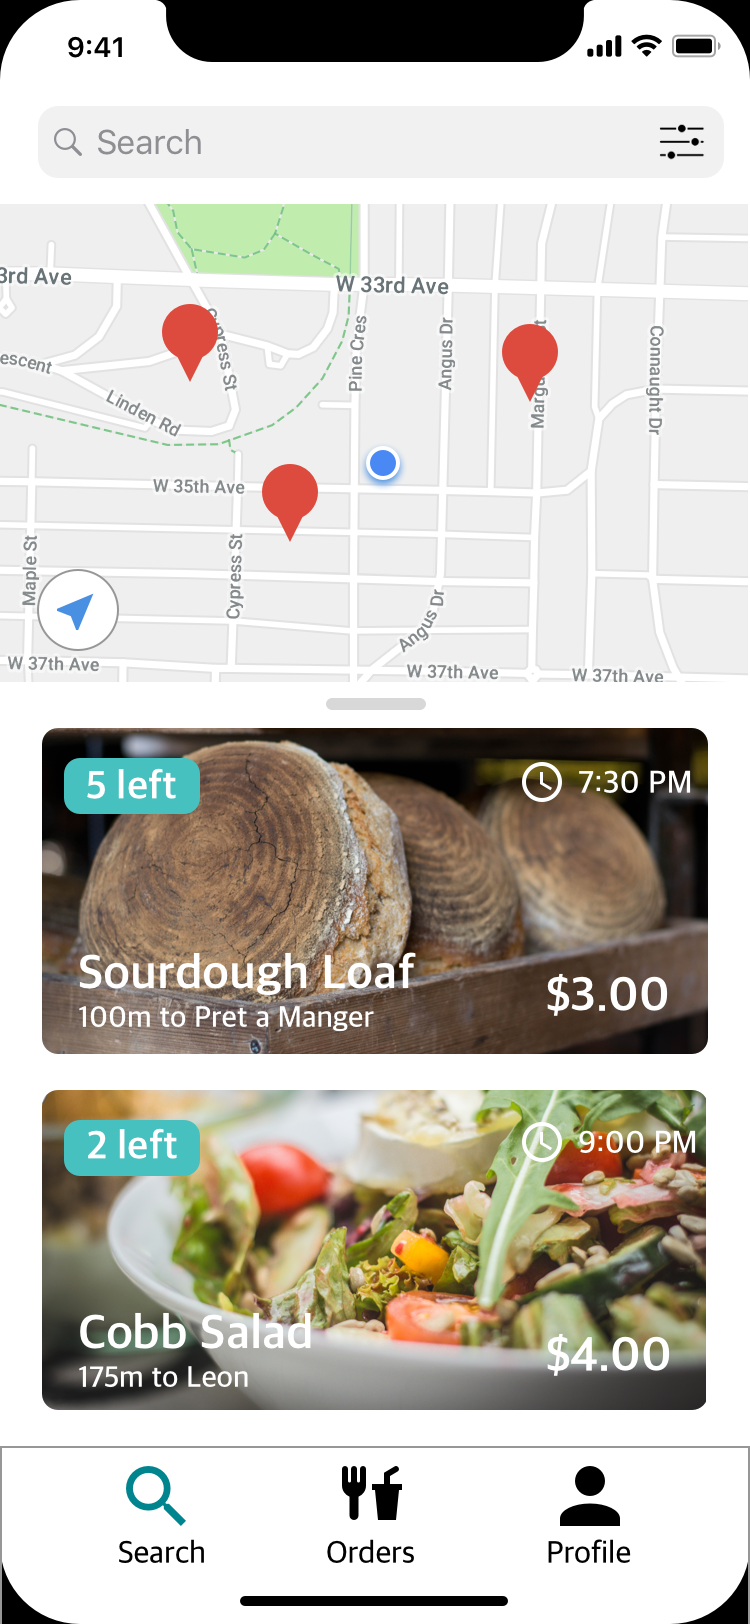 9:41
Search
3rd Ave
W 33rd Ave
Cypress St
Pine Cres
Angus Dr
Connaught Dr
escent
Linden Rd
W 35th Ave
Maple St
Cypress St
Angus Dr
W 37th Ave
W 37th Ave
W 37th Ave
5 left
7:30 PM
Sourdough Loaf
100m to Pret a Manger
$3.00
2 left
9:00 PM
Cobb Salad
175m to Leon
$4.00
Search
Orders
Profile